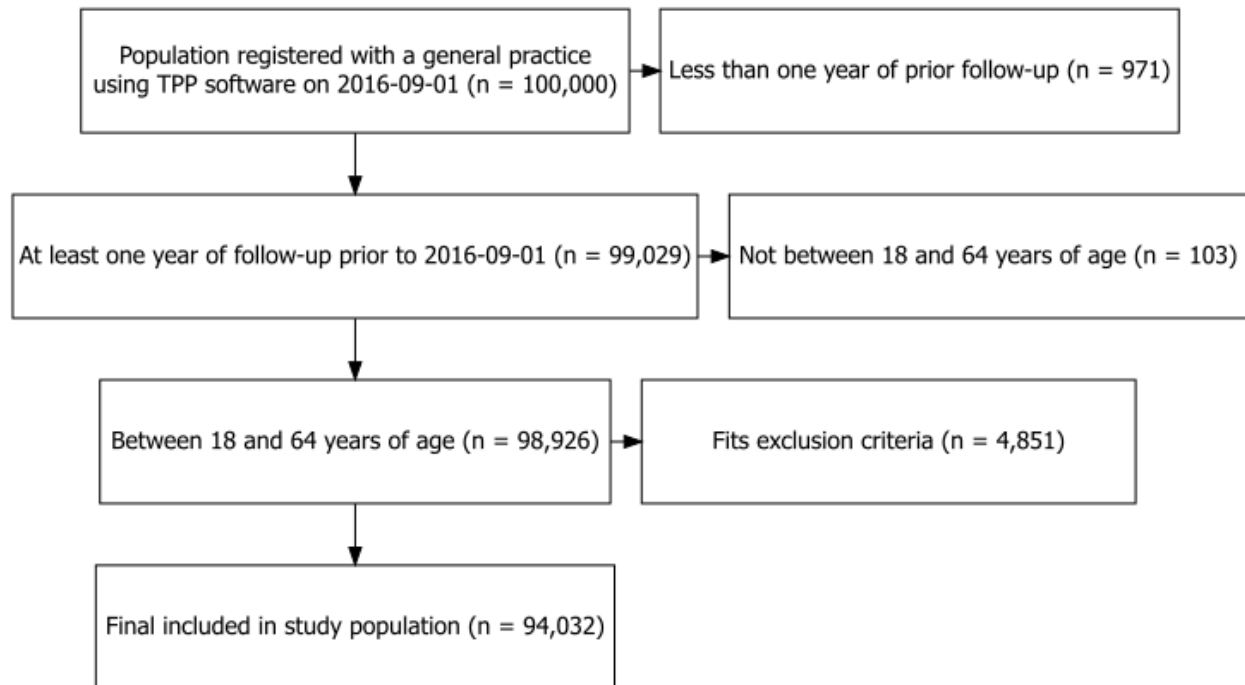 Population registered with a general practice
using TPP software on 2016-09-01 (n = 100,000)
Less than one year of prior follow-up (n = 971)
At least one year of follow-up prior to 2016-09-01 (n = 99,029)
Not between 18 and 64 years of age (n = 103)
Between 18 and 64 years of age (n = 98,926)
Fits exclusion criteria (n = 4,851)
Final included in study population (n = 94,032)